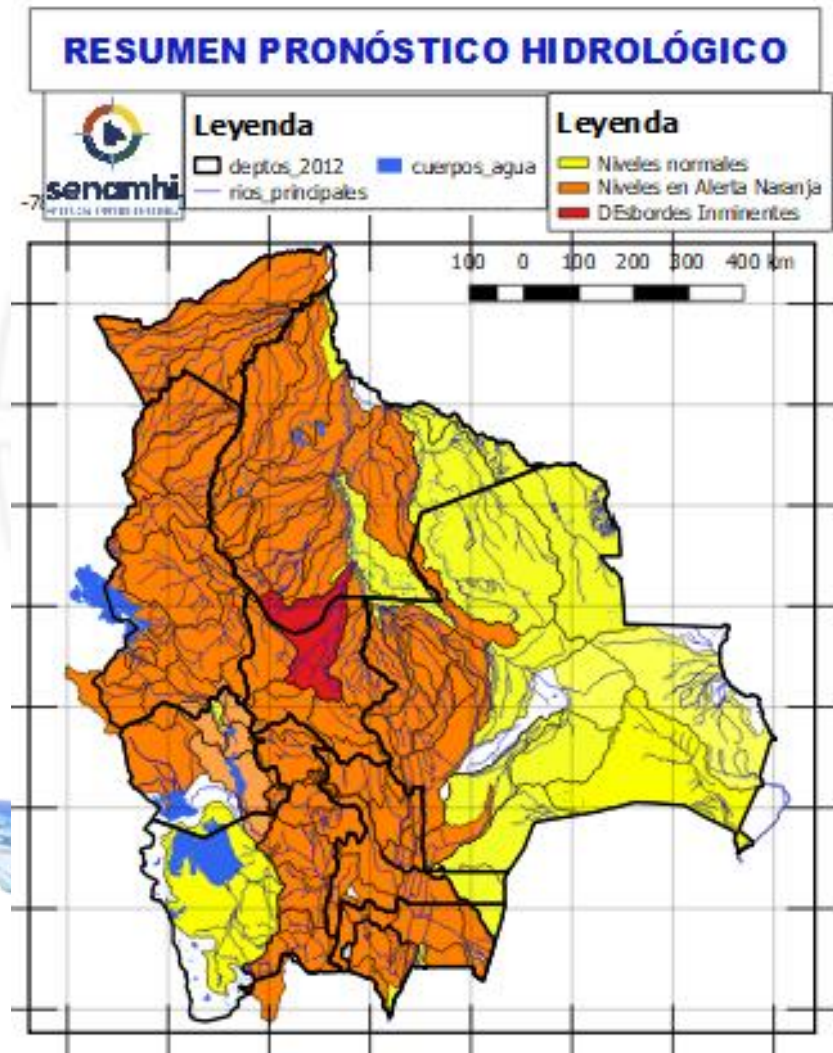 RESUMEN PRONÓSTICO HIDROLÓGICO
senamhi
Leyenda
deptos_2012 cuerpos_agua
rios_principales
Leyenda
Niveles normales
Niveles en Alerta Naranja
DEsbordes Inminentes
100 0 100 200 300 400 km